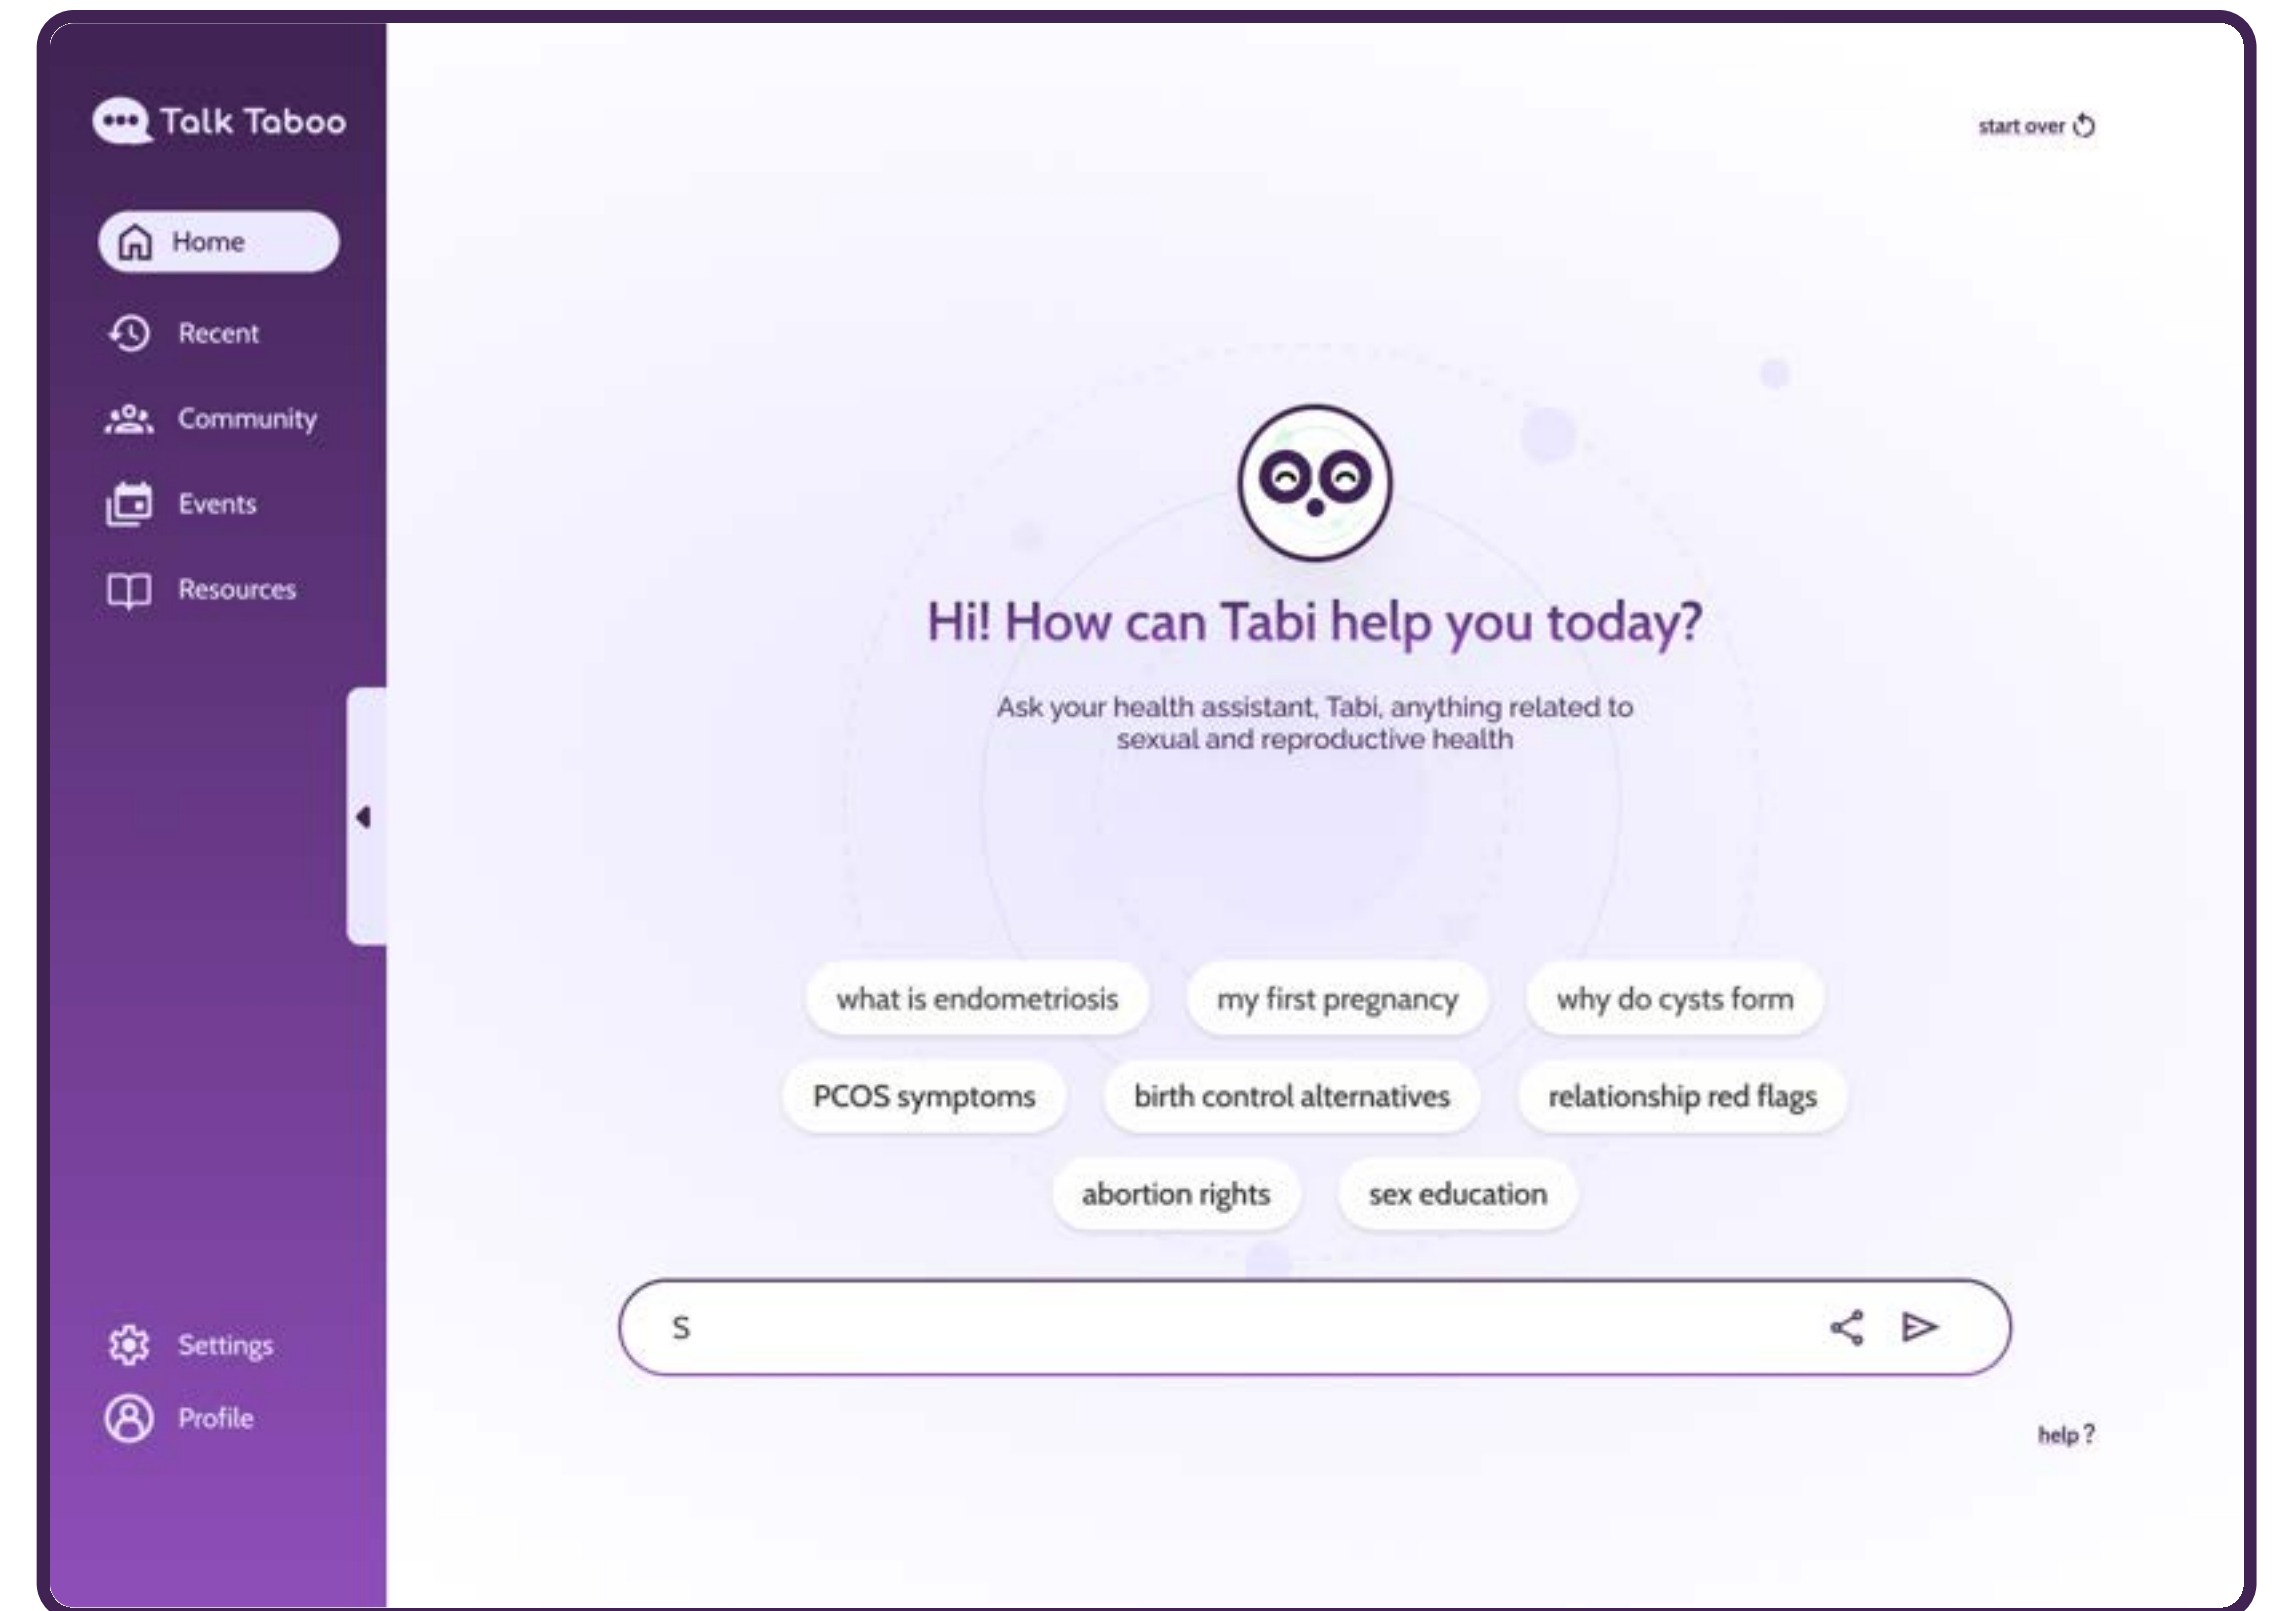 Talk Taboo
start over
Home
Recent
Community
Events
Resources
Hi! How can Tabi help you today?
Ask your health assistant, Tabi, anything related to
sexual and reproductive health
what is endometriosis
my first pregnancy
why do cysts form
PCOS symptoms
birth control alternatives
relationship red flags
abortion rights
sex education
S
Settings
Profile
help ?